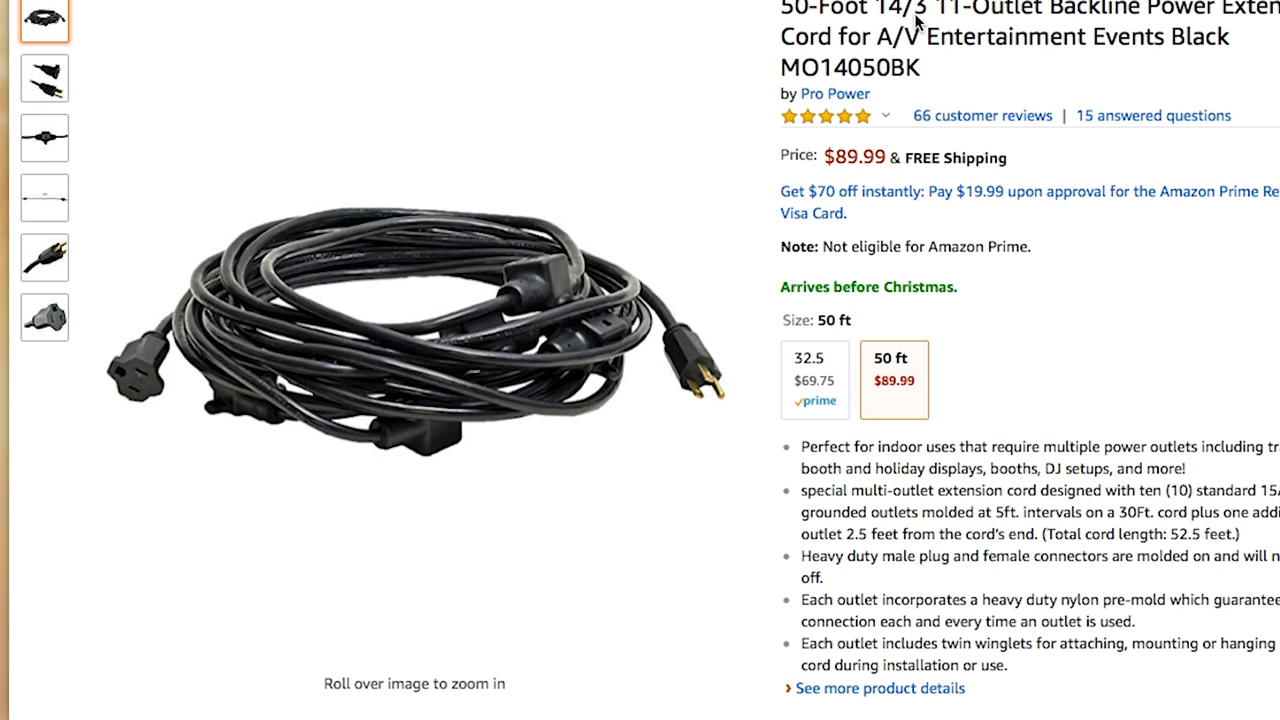 50-Foot 14/3 11-Outlet Backline Power
Cord for A/V Entertainment Events Black
MO14050BK
by Pro Power
66 customer reviews | 15 answered questions
Price: $89.99 & FREE Shipping
Get $70 off instantly: Pay $19.99 upon approval for the Amazon Prime
Visa Card.
Note: Not eligible for Amazon Prime.
Arrives before Christmas.
Size: 50 ft
32.5 50 ft
$69.75 $89.99
prime
Perfect for indoor uses that require multiple power outlets including
booth and holiday displays, booths, DJ setups, and more!
special multi-outlet extension cord designed with ten (10) standard
grounded outlets molded at 5ft. intervals on a 30Ft. cord plus one
outlet 2.5 feet from the cord's end. (Total cord length: 52.5 feet.)
Heavy duty male plug and female connectors are molded on and will
off.
Each outlet incorporates a heavy duty nylon pre-mold which
connection each and every time an outlet is used.
Each outlet includes twin winglets for attaching, mounting or hanging
cord during installation or use.
See more product details
Roll over image to zoom in